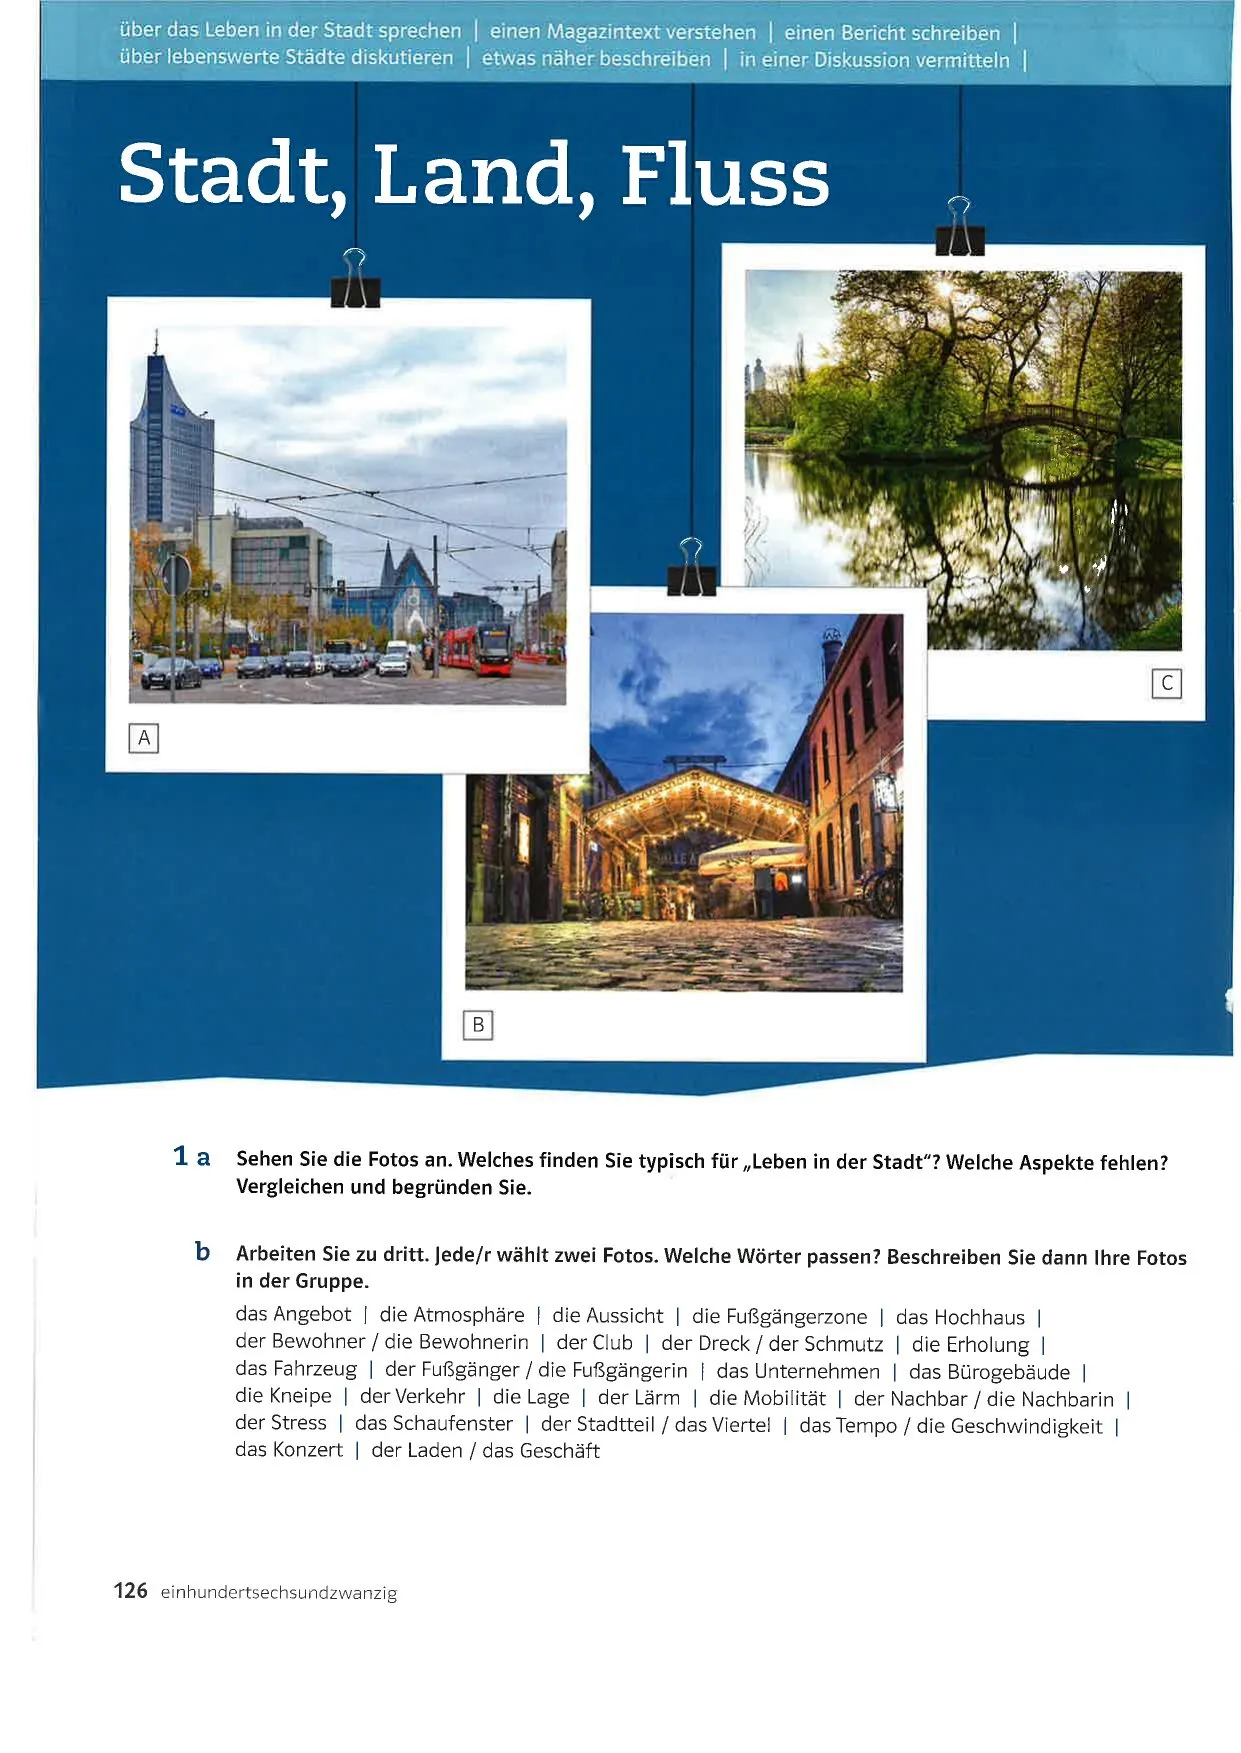 über das Leben in der Stadt sprechen | einen Magazintext verstehen | einen Bericht schreiben |
über lebenswerte Städte diskutieren | etwas näher beschreiben | in einer Diskussion vermitteln |
Stadt, Land, Fluss
A
C
B
1 a Sehen Sie die Fotos an. Welches finden Sie typisch für „Leben in der Stadt“? Welche Aspekte fehlen?
Vergleichen und begründen Sie.
b Arbeiten Sie zu dritt. Jede/r wählt zwei Fotos. Welche Wörter passen? Beschreiben Sie dann Ihre Fotos
in der Gruppe.
das Angebot | die Atmosphäre | die Aussicht | die Fußgängerzone | das Hochhaus |
der Bewohner / die Bewohnerin | der Club | der Dreck / der Schmutz | die Erholung |
das Fahrzeug | der Fußgänger / die Fußgängerin | das Unternehmen | das Bürogebäude |
die Kneipe | der Verkehr | die Lage | der Lärm | die Mobilität | der Nachbar / die Nachbarin |
der Stress | das Schaufenster | der Stadtteil / das Viertel | das Tempo / die Geschwindigkeit |
das Konzert | der Laden / das Geschäft
126 einhundertsechsundzwanzig